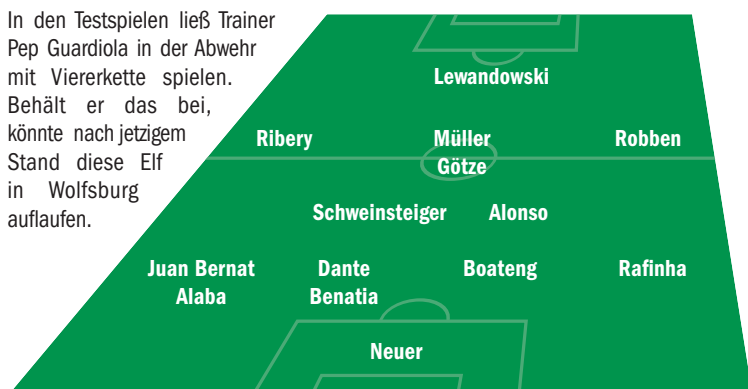 In den Testspielen ließ Trainer
Pep Guardiola in der Abwehr
mit Viererkette spielen.
Behält er das bei,
könnte nach jetzigem
Stand diese Elf
in Wolfsburg
auflaufen.
Lewandowski
Ribery Müller Robben
Götze
Schweinsteiger Alonso
Juan Bernat Dante Boateng Rafinha
Alaba Benatia
Neuer